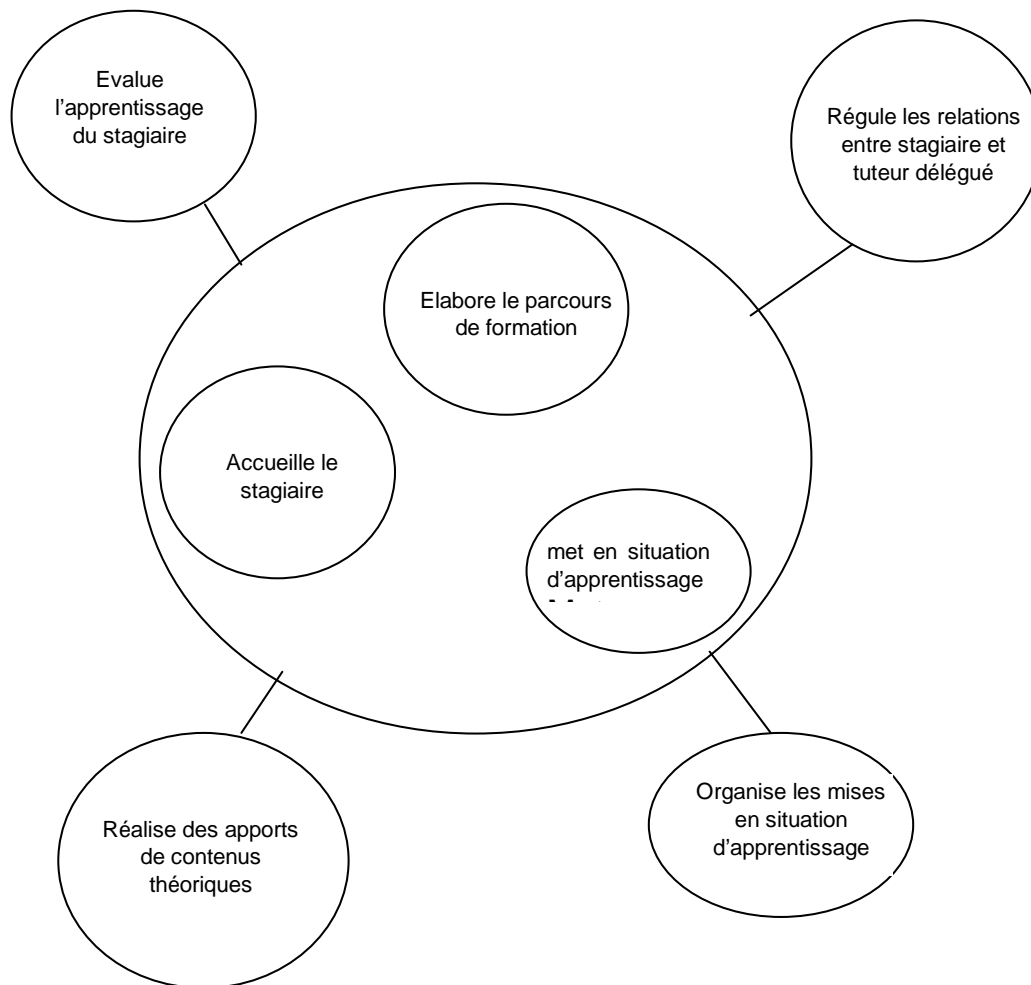 Evalue
l’apprentissage
du stagiaire
Régule les relations
entre stagiaire et
tuteur délégué
Elabore le parcours
de formation
Accueille le
stagiaire
met en situation
d’apprentissage
Organise les mises
en situation
d’apprentissage
Réalise des apports
de contenus
théoriques